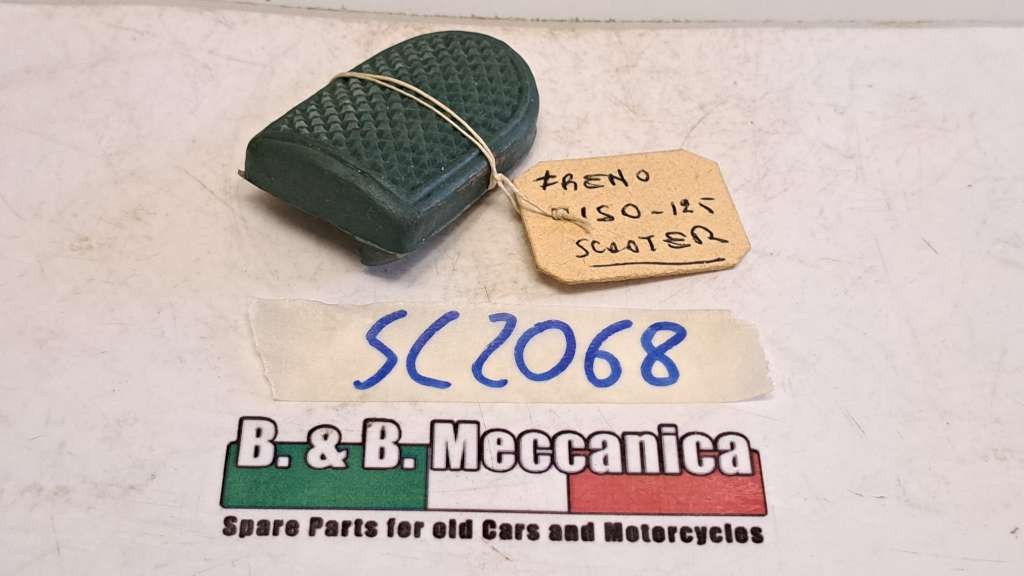 FRENO
150-125
SCOOTER
SC2068
B. & B. Meccanica
Spare Parts for old Cars and Motorcycles